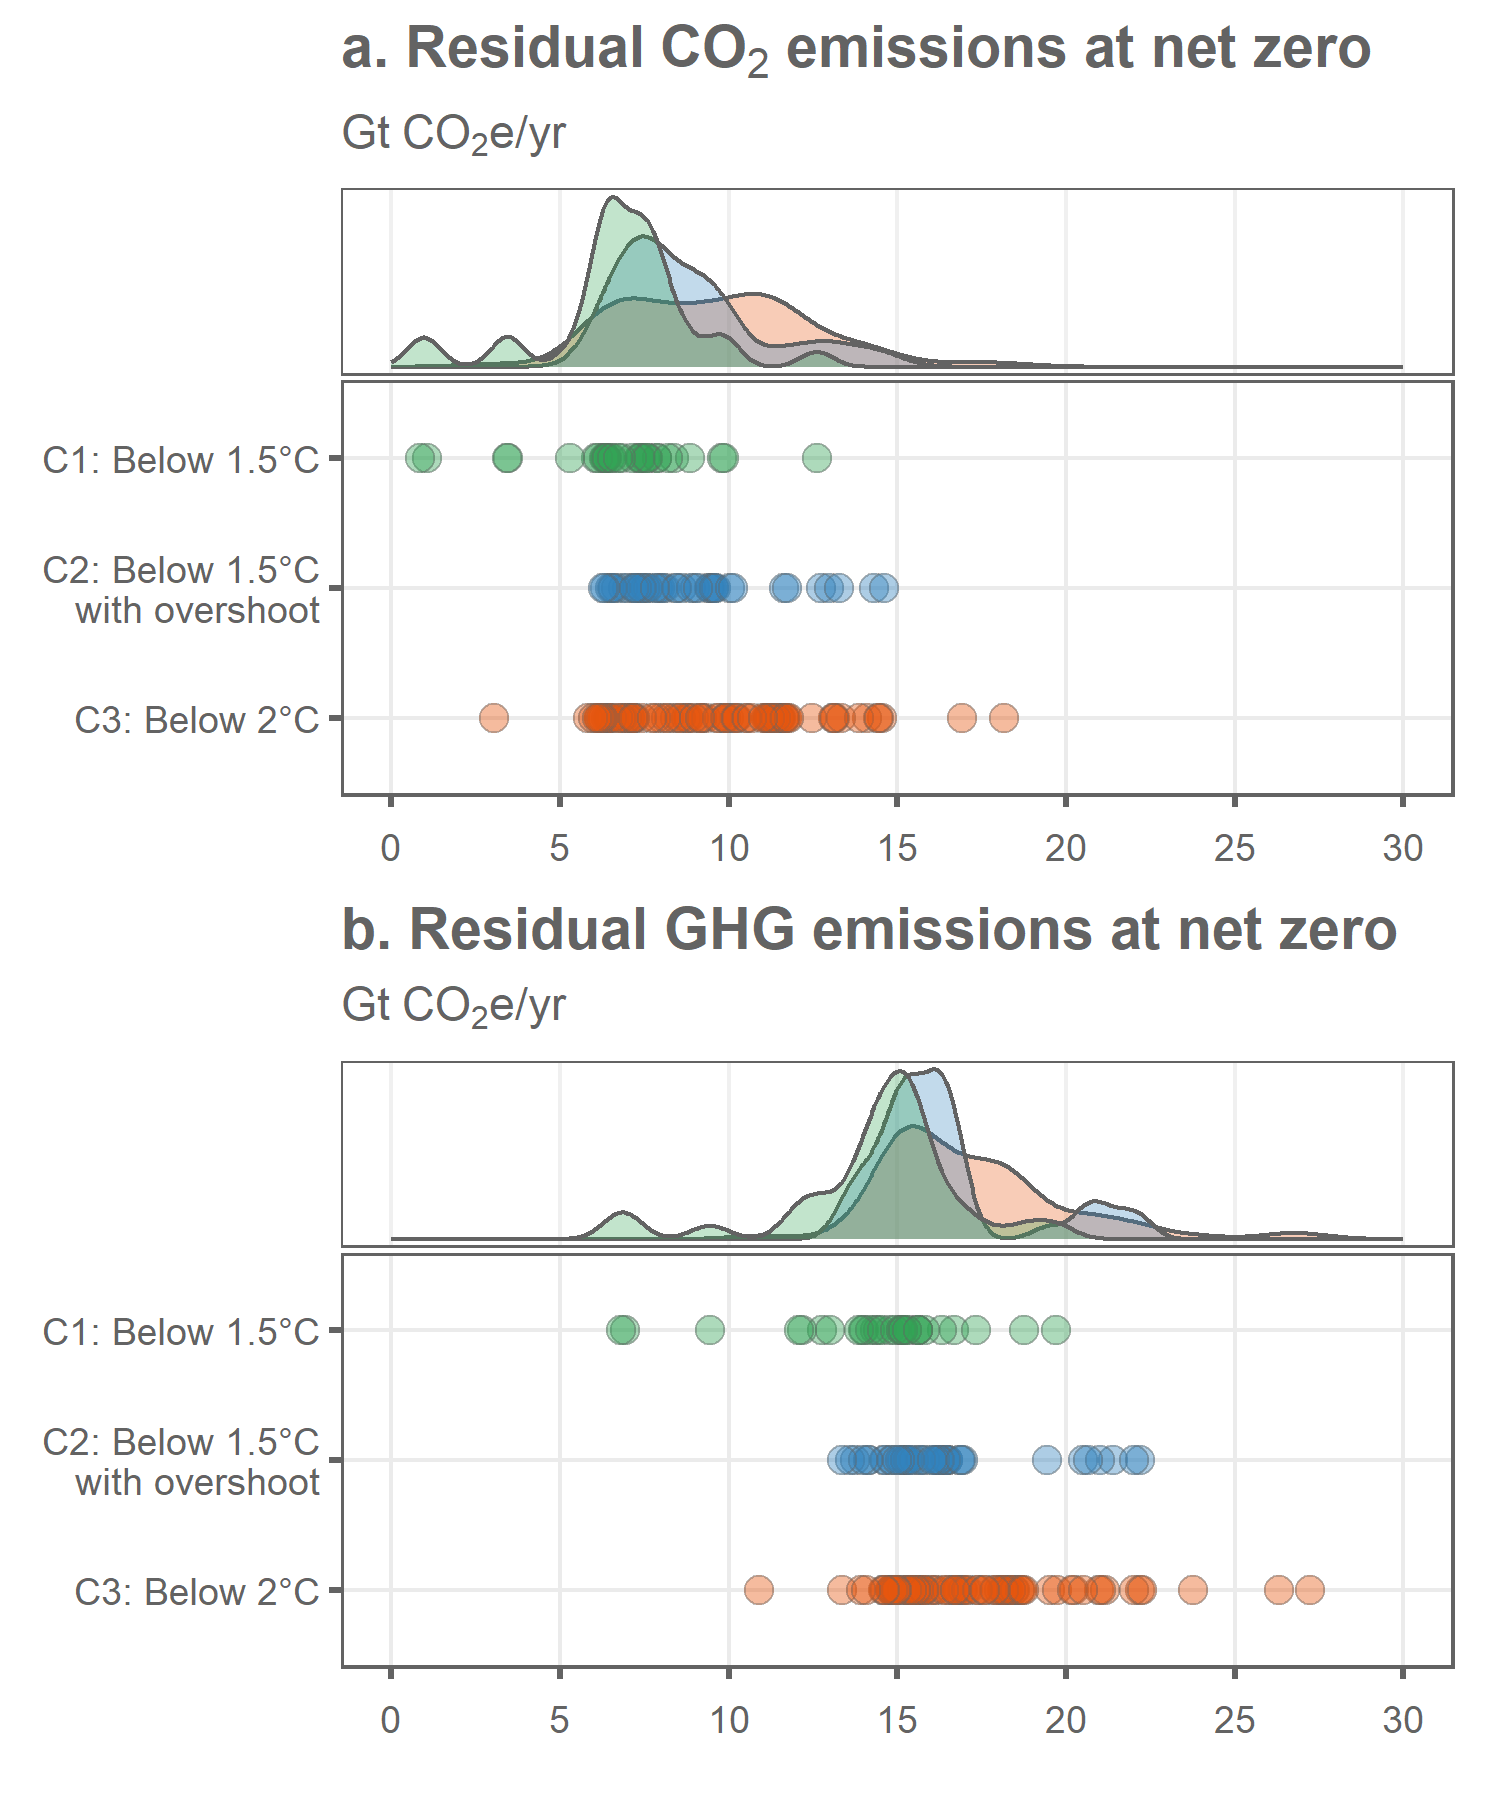 a. Residual CO₂ emissions at net zero
Gt CO₂e/yr
C1: Below 1.5°C
C2: Below 1.5°C
with overshoot
C3: Below 2°C
0 5 10 15 20 25 30
b. Residual GHG emissions at net zero
Gt CO₂e/yr
C1: Below 1.5°C
C2: Below 1.5°C
with overshoot
C3: Below 2°C
0 5 10 15 20 25 30